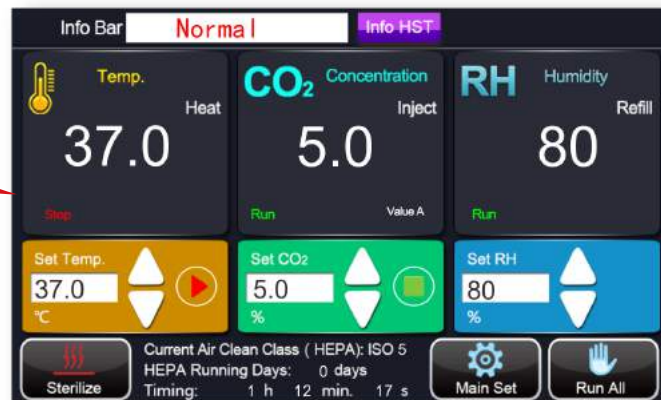 Info Bar Normal Info HST
Temp.
Heat
37.0
Stop
CO₂ Concentration
Inject
5.0
Run Value A
RH Humidity
Refill
80
Run
Set Temp.
37.0
℃
Set CO₂
5.0
%
Set RH
80
%
Sterilize
Current Air Clean Class ( HEPA): ISO 5
HEPA Running Days: 0 days
Timing: 1 h 12 min. 17 s
Main Set
Run All